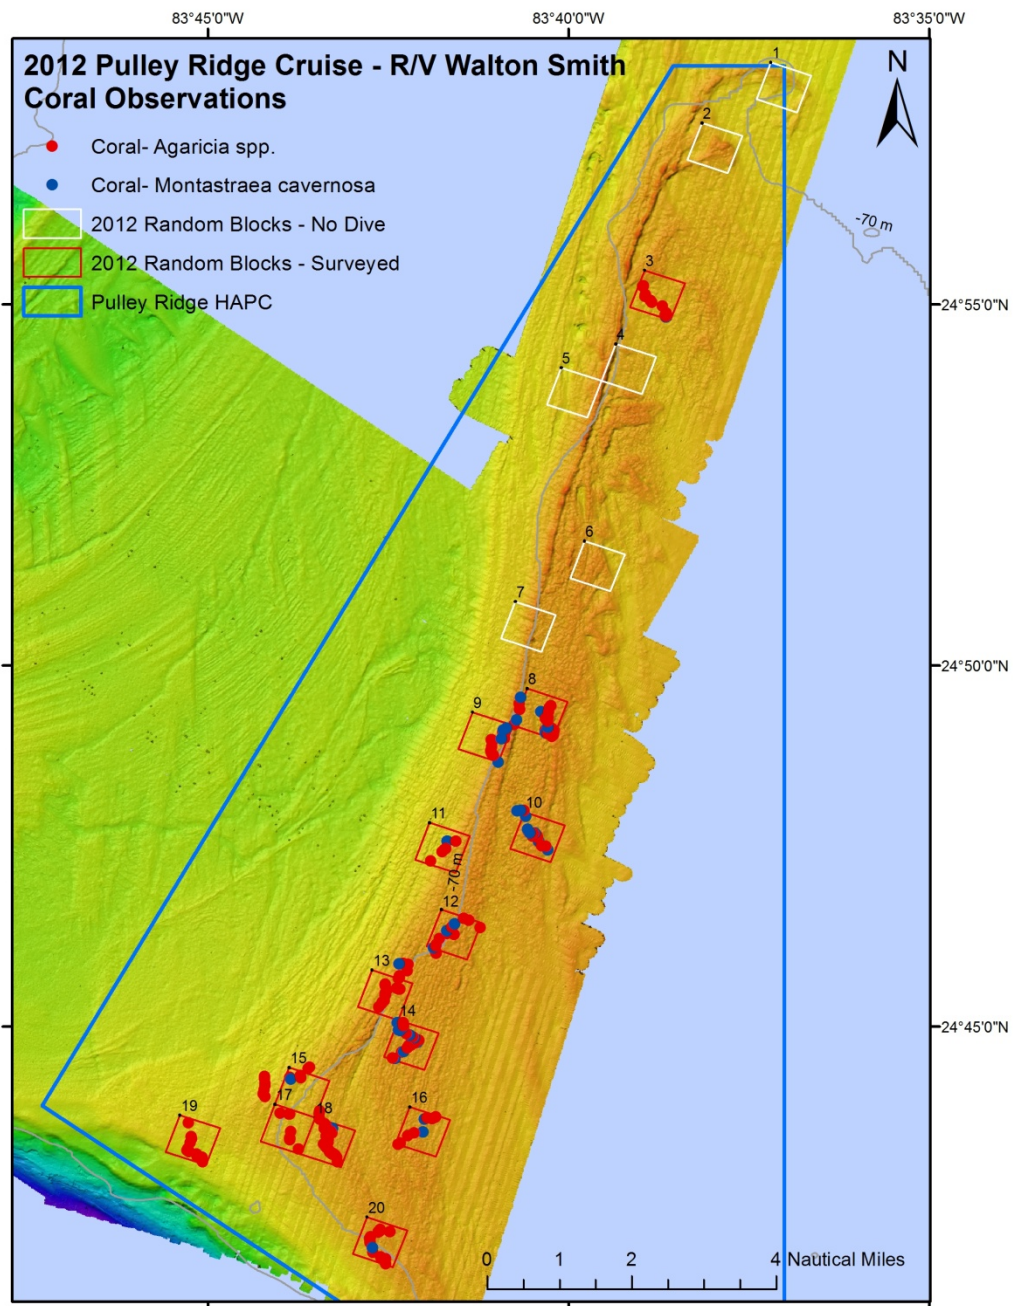 83°45'0"W
83°40'0"W
83°35'0"W
2012 Pulley Ridge Cruise - R/V Walton Smith
Coral Observations
Coral- Agaricia spp.
Coral- Montastraea cavernosa
2012 Random Blocks - No Dive
2012 Random Blocks - Surveyed
Pulley Ridge HAPC
N
1
2
-70 m
3
24°55'0"N
4
5
6
7
24°50'0"N
8
9
10
11
-70 m
12
13
24°45'0"N
14
15
16
17
18
19
20
0 1 2 4 Nautical Miles